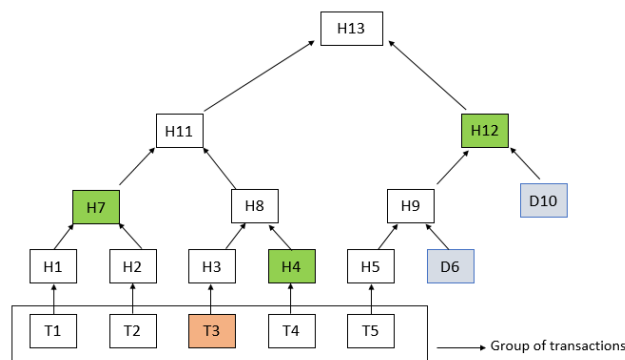 H13
H11
H12
H7
H8
H9
D10
H1
H2
H3
H4
H5
D6
T1
T2
T3
T4
T5
Group of transactions